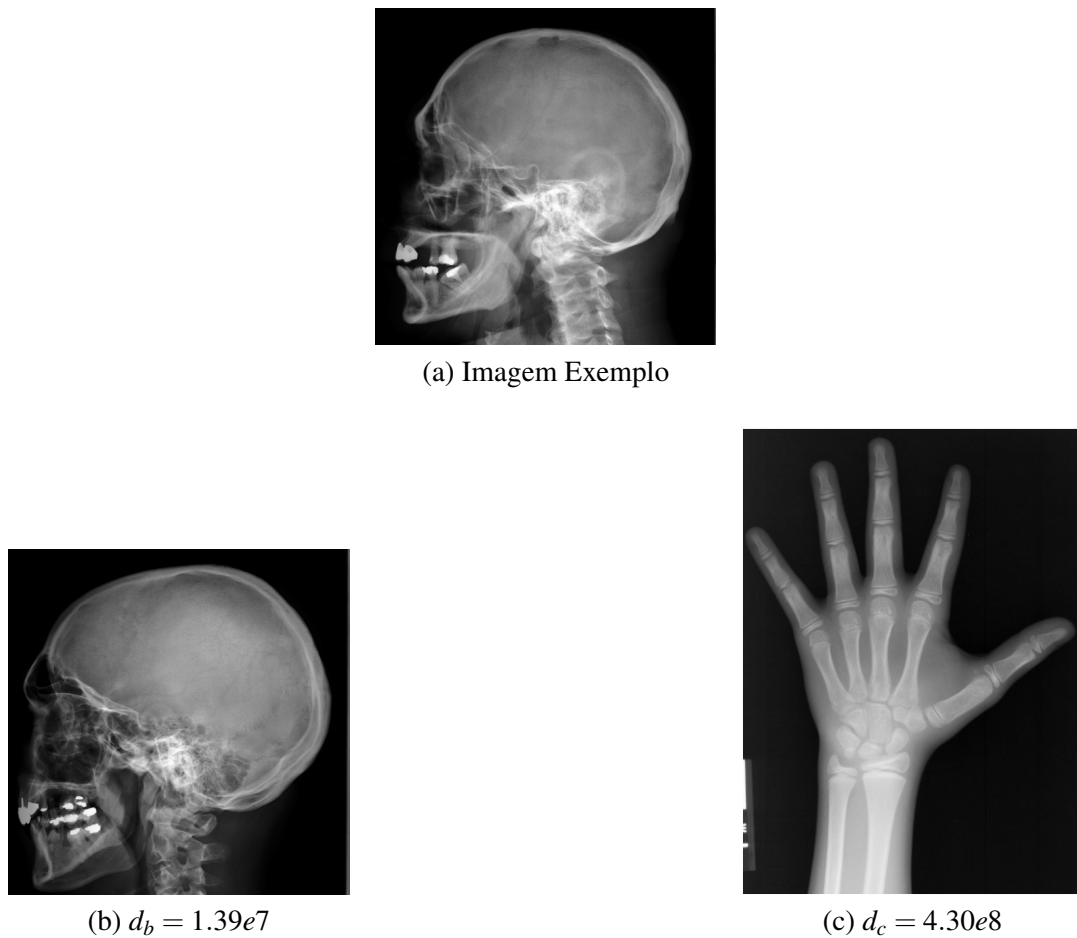 (a) Imagem Exemplo
(b) $d_b = 1.39e7$
(c) $d_c = 4.30e8$